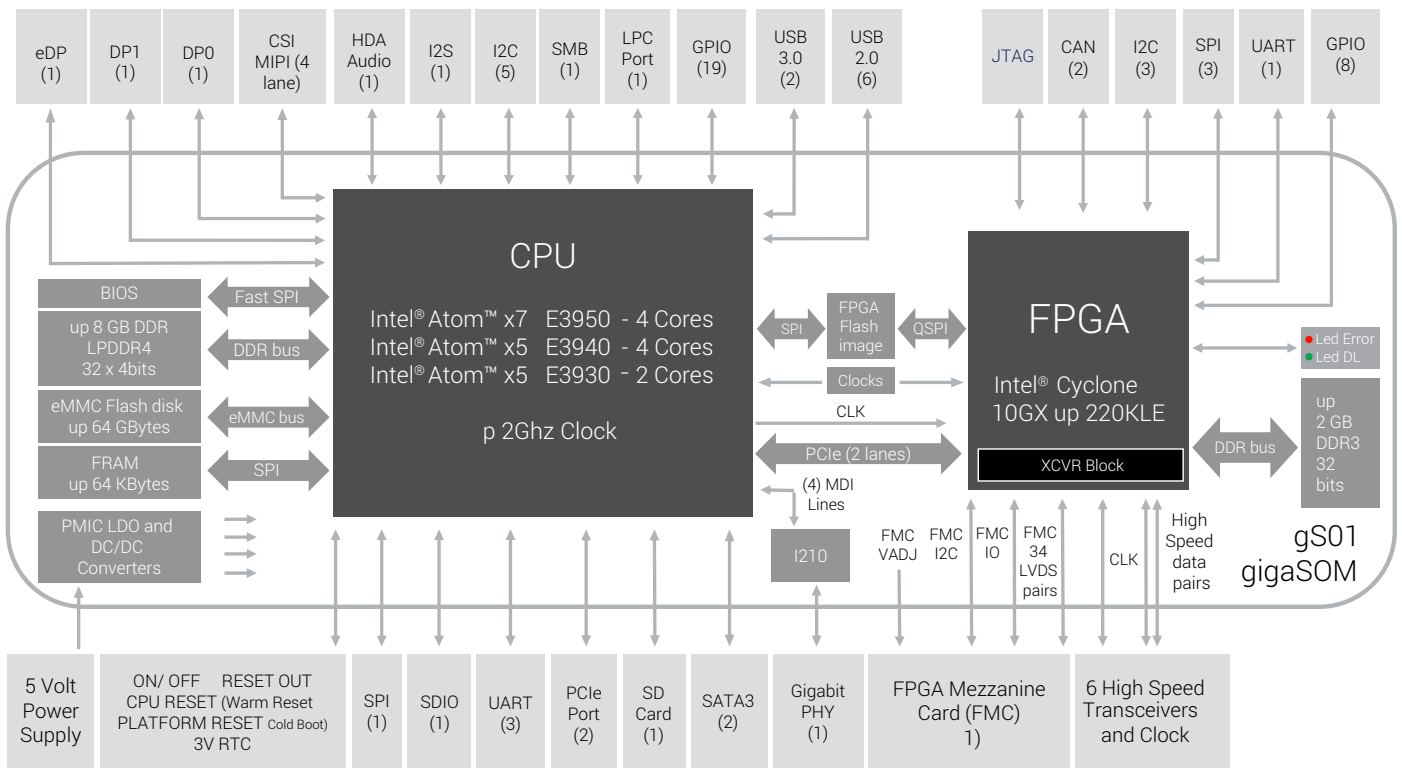 eDP
(1)
DP1
(1)
DP0
(1)
CSI
MIPI (4
lane)
HDA
Audio
(1)
I2S
(1)
I2C
(5)
SMB
(1)
LPC
Port
(1)
GPIO
(19)
USB
3.0
(2)
USB
2.0
(6)
JTAG
CAN
(2)
I2C
(3)
SPI
(3)
UART
(1)
GPIO
(8)
BIOS
up 8 GB DDR
LPDDR4
32 x 4bits
eMMC Flash disk
up 64 GBytes
FRAM
up 64 KBytes
PMIC LDO and
DC/DC
Converters
Fast SPI
DDR bus
eMMC bus
SPI
CPU
Intel® Atom™ x7 E3950 - 4 Cores
Intel® Atom™ x5 E3940 - 4 Cores
Intel® Atom™ x5 E3930 - 2 Cores
p 2Ghz Clock
SPI
FPGA
Flash
image
QSPI
Clocks
CLK
PCIe (2 lanes)
(4) MDI
Lines
I210
FPGA
Intel® Cyclone
10GX up 220KLE
XCVR Block
Led Error
Led DL
DDR bus
up
2 GB
DDR3
32
bits
FMC
VADJ
FMC
I2C
FMC
IO
FMC
34
LVDS
pairs
CLK
High
Speed
data
pairs
gS01
gigaSOM
5 Volt
Power
Supply
ON/ OFF RESET OUT
CPU RESET (Warm Reset
PLATFORM RESET Cold Boot)
3V RTC
SPI
(1)
SDIO
(1)
UART
(3)
PCIe
Port
(2)
SD
Card
(1)
SATA3
(2)
Gigabit
PHY
(1)
FPGA Mezzanine
Card (FMC)
1)
6 High Speed
Transceivers
and Clock